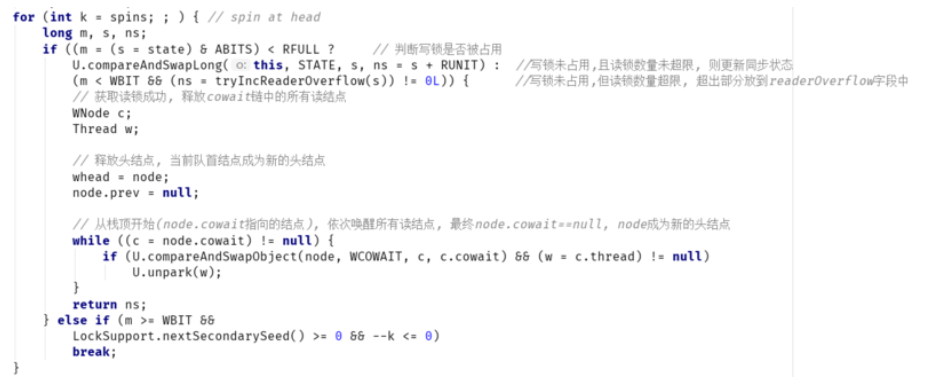 for (int k = spins; ; ) { // spin at head
long m, s, ns;
if ((m = (s = state) & ABITS) < RFULL ?     // 判断写锁是否被占用
U.compareAndSwapLong( o: this, STATE, s, ns = s + RUNIT) :  //写锁未占用,且读锁数量未超限, 则更新同步状态
(m < WBIT && (ns = tryIncReaderOverflow(s)) != 0L)) {      //写锁未占用,但读锁数量超限, 超出部分放到readerOverflow字段中
// 获取读锁成功, 释放cowait链中的所有读结点
WNode c;
Thread w;
// 释放头结点, 当前队首结点成为新的头结点
whead = node;
node.prev = null;
// 从栈顶开始(node.cowait指向的结点), 依次唤醒所有读结点, 最终node.cowait==null, node成为新的头结点
while ((c = node.cowait) != null) {
if (U.compareAndSwapObject(node, WCOWAIT, c, c.cowait) && (w = c.thread) != null)
U.unpark(w);
}
return ns;
} else if (m >= WBIT &&
LockSupport.nextSecondarySeed() >= 0 && --k <= 0)
break;
}